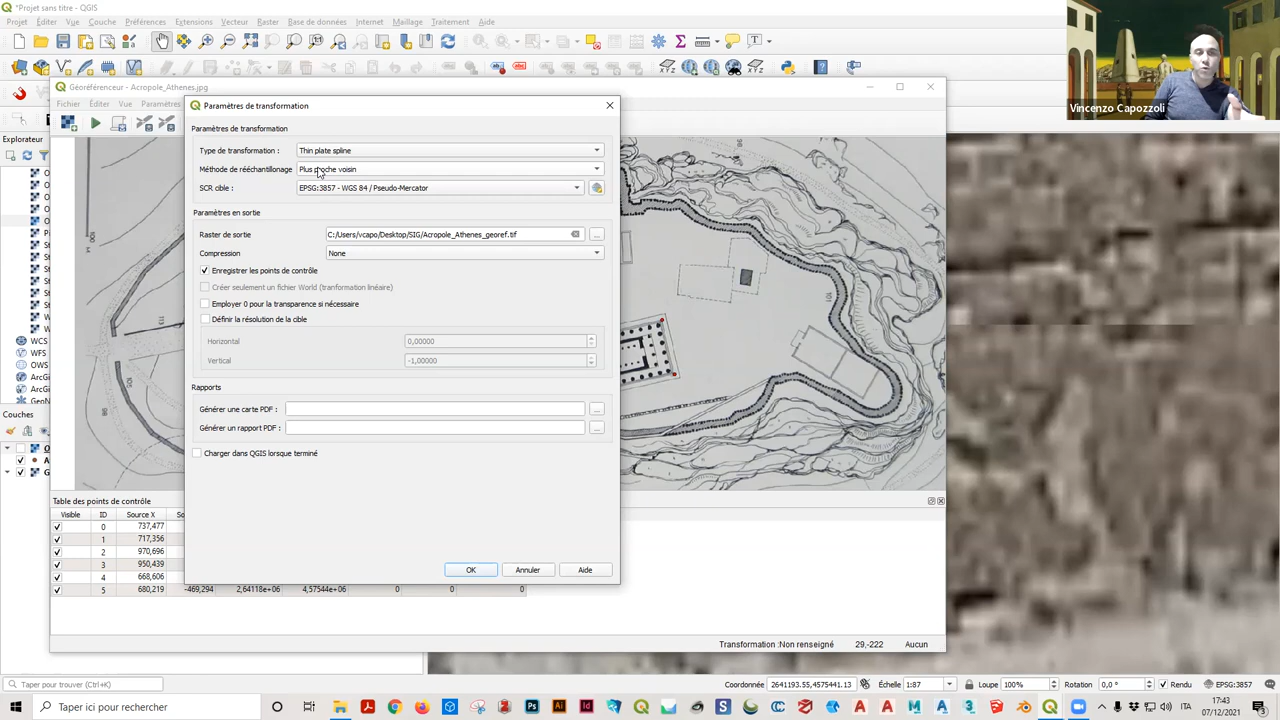 *Projet sans titre - QGIS
Projet Éditer Vue Couche Préférences Extensions Vecteur Raster Base de données Internet Maillage Traitement Aide
Vincenzo Capozzoli
Géoréférenceur - Acropole_Athenes.jpg
Fichier Éditer Vue Paramètres
Paramètres de transformation
Paramètres de transformation
Type de transformation : Thin plate spline
Méthode de rééchantillonage Plus proche voisin
SCR cible : EPSG:3857 - WGS 84 / Pseudo-Mercator
Paramètres en sortie
Raster de sortie C:/Users/vcapo/Desktop/SIG/Acropole_Athenes_georef.tif ...
Compression None
Enregistrer les points de contrôle
Créer seulement un fichier World (tranformation linéaire)
Employer 0 pour la transparence si nécessaire
Définir la résolution de la cible
Horizontal 0,00000
Vertical -1,00000
Rapports
Générer une carte PDF : ...
Générer un rapport PDF : ...
Charger dans QGIS lorsque terminé
OK Annuler Aide
Explorateur
WCS
WFS
OWS
ArcGi
ArcGi
Couches
Table des points de contrôle
Visible ID Source X
0 737,477
1 717,356
2 970,696
3 950,439
4 668,606
5 680,219 -469,294 2,64118e+06 4,57544e+06 0 0 0
Transformation :Non renseigné 29,-222 Aucun
Taper pour trouver (Ctrl+K)
Coordonnée 2641193.55,4575441.13 Échelle 1:87 Loupe 100% Rotation 0,0 ° Rendu EPSG:3857
Taper ici pour rechercher
ITA
17:43
07/12/2021